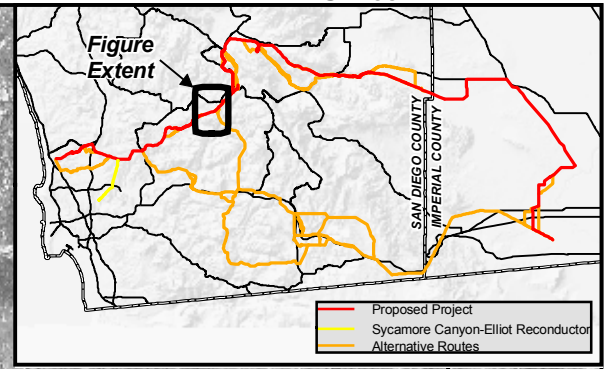 Figure
Extent
SAN DIEGO COUNTY
IMPERIAL COUNTY
Proposed Project
Sycamore Canyon-Elliot Reconductor
Alternative Routes